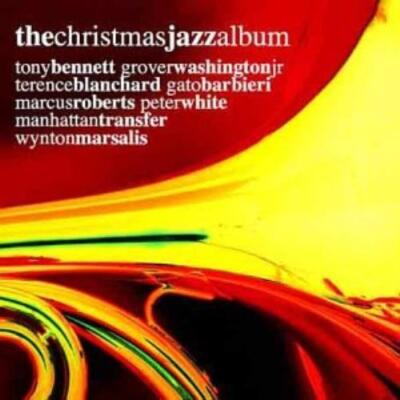 thechristmasjazzalbum
tonybennett groverwashingtonjr
terenceblanchard gatobarbieri
marcusroberts peterwhite
manhattantransfer
wyntonmarsalis